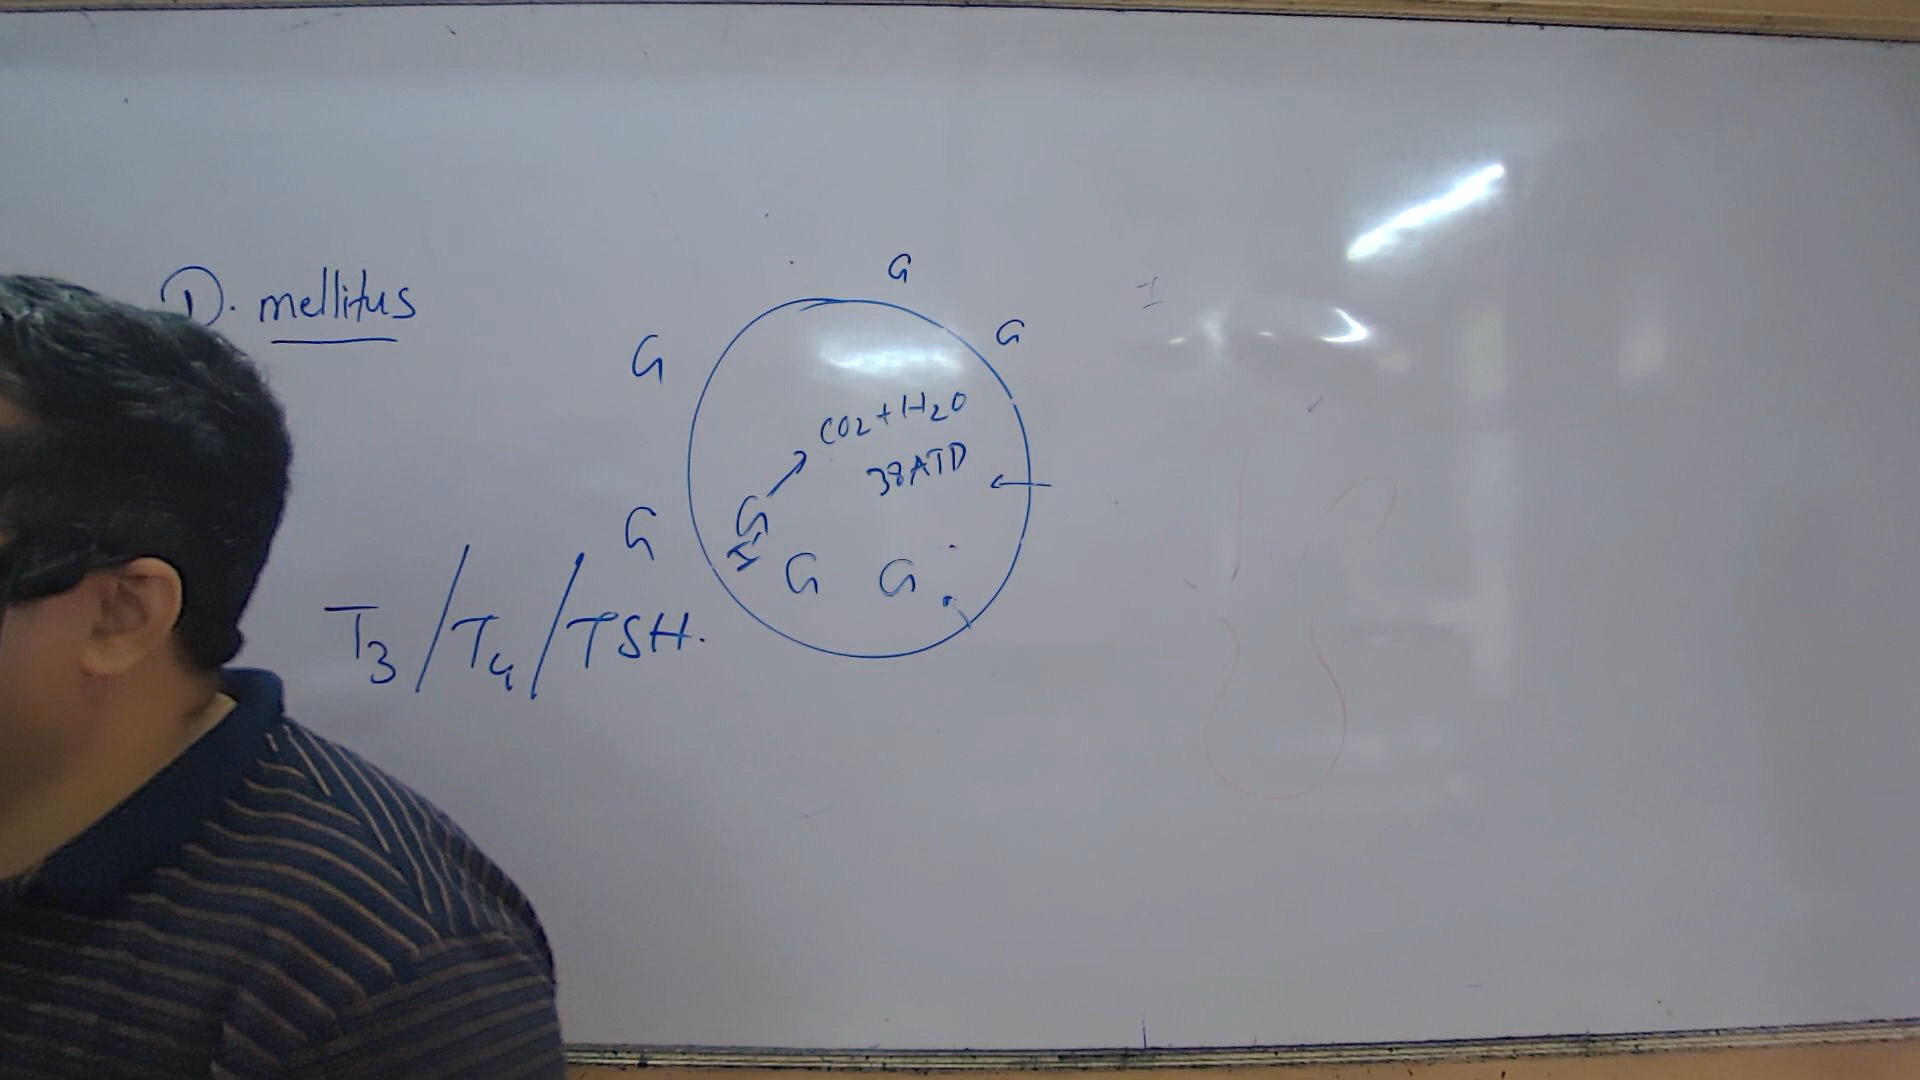 D. mellitus
G
G
G
CO2 + H2O
38ATP
G
G
I
G
G
T3/T4/TSH.